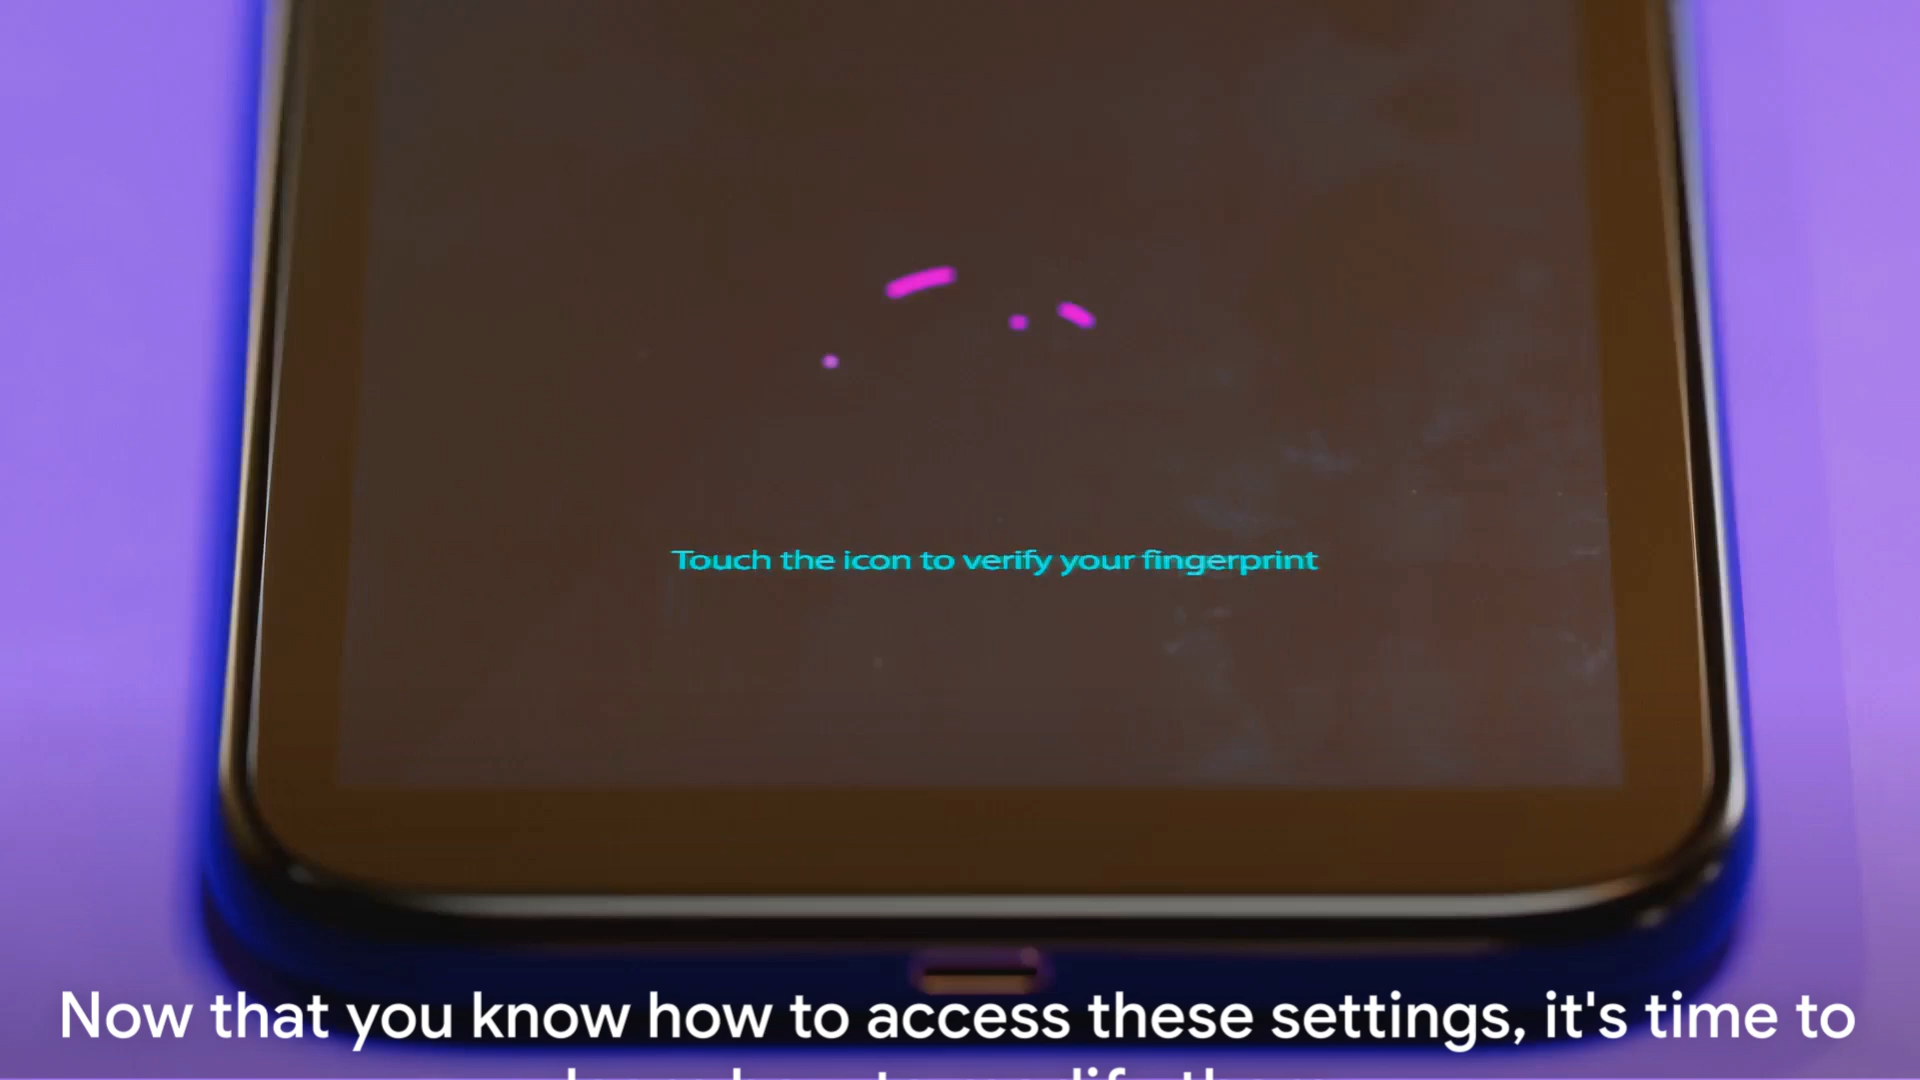 Touch the icon to verify your fingerprint
Now that you know how to access these settings, it's time to